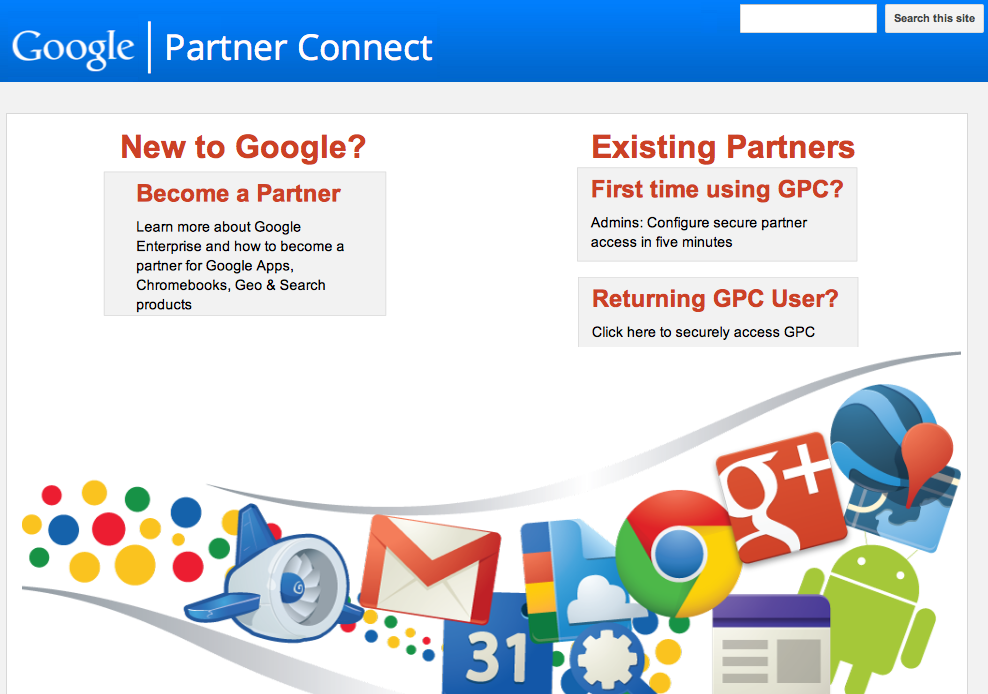 Google | Partner Connect
Search this site
New to Google?
Become a Partner
Learn more about Google
Enterprise and how to become a
partner for Google Apps,
Chromebooks, Geo & Search
products
Existing Partners
First time using GPC?
Admins: Configure secure partner
access in five minutes
Returning GPC User?
Click here to securely access GPC
g+
31